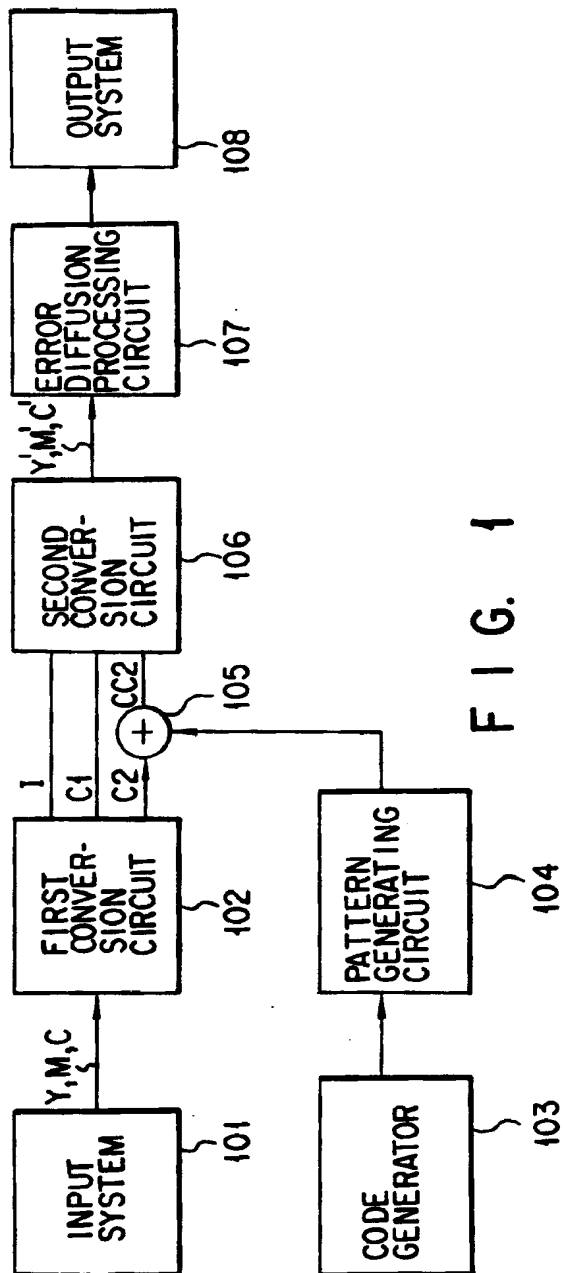 INPUT
SYSTEM
101
Y,M,C
FIRST
CONVER-
SION
CIRCUIT
102
I
C1
C2
CC2
105
SECOND
CONVER-
SION
CIRCUIT
106
Y',M',C'
ERROR
DIFFUSION
PROCESSING
CIRCUIT
107
OUTPUT
SYSTEM
108
CODE
GENERATOR
103
PATTERN
GENERATING
CIRCUIT
104
+
FIG. 1